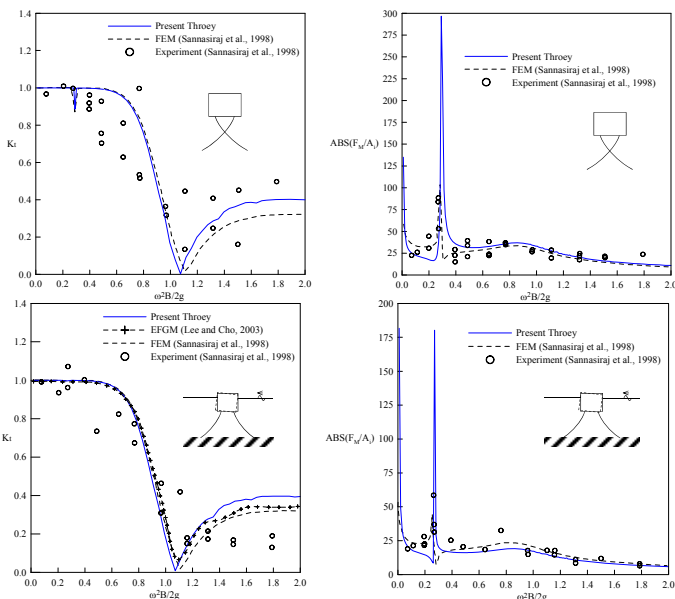 1.4
1.2
1.0
0.8
0.6
0.4
0.2
0.0
Kt
Present Throey
FEM (Sannasiraj et al., 1998)
Experiment (Sannasiraj et al., 1998)
0.0 0.2 0.4 0.6 0.8 1.0 1.2 1.4 1.6 1.8 2.0
ω²B/2g
300
275
250
225
200
175
150
125
100
75
50
25
0
ABS(F_M/A_i)
Present Throey
FEM (Sannasiraj et al., 1998)
Experiment (Sannasiraj et al., 1998)
0.0 0.2 0.4 0.6 0.8 1.0 1.2 1.4 1.6 1.8 2.0
ω²B/2g
1.4
1.2
1.0
0.8
0.6
0.4
0.2
0.0
Kt
Present Throey
EFGM (Lee and Cho, 2003)
FEM (Sannasiraj et al., 1998)
Experiment (Sannasiraj et al., 1998)
0.0 0.2 0.4 0.6 0.8 1.0 1.2 1.4 1.6 1.8 2.0
ω²B/2g
200
175
150
125
100
75
50
25
0
ABS(F_M/A_i)
Present Throey
FEM (Sannasiraj et al., 1998)
Experiment (Sannasiraj et al., 1998)
0.0 0.2 0.4 0.6 0.8 1.0 1.2 1.4 1.6 1.8 2.0
ω²B/2g